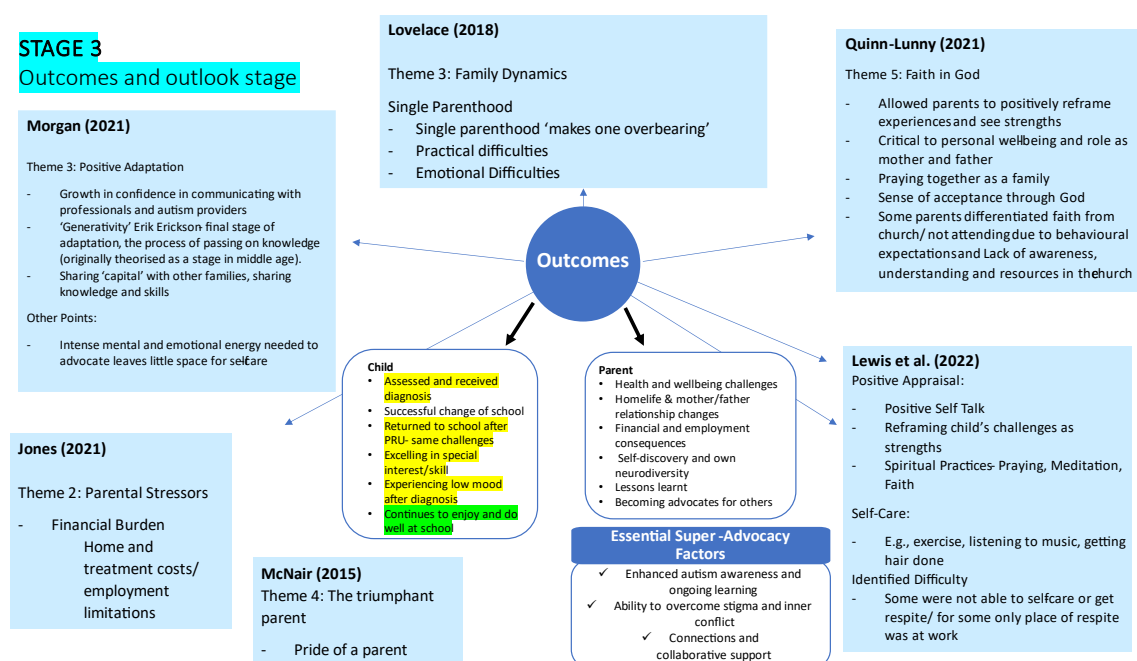 STAGE 3
Outcomes and outlook stage
Morgan (2021)
Theme 3: Positive Adaptation
- Growth in confidence in communicating with
professionals and autism providers
- ‘Generativity’ Erik Erickson- final stage of
adaptation, the process of passing on knowledge
(originally theorised as a stage in middle age).
- Sharing ‘capital’ with other families, sharing
knowledge and skills
Other Points:
- Intense mental and emotional energy needed to
advocate leaves little space for selfcare
Lovelace (2018)
Theme 3: Family Dynamics
Single Parenthood
- Single parenthood ‘makes one overbearing’
- Practical difficulties
- Emotional Difficulties
Quinn-Lunny (2021)
Theme 5: Faith in God
- Allowed parents to positively reframe
experiences and see strengths
- Critical to personal wellbeing and role as
mother and father
- Praying together as a family
- Sense of acceptance through God
- Some parents differentiated faith from
church/ not attending due to behavioural
expectations and Lack of awareness,
understanding and resources in the church
Outcomes
Child
• Assessed and received
diagnosis
• Successful change of school
• Returned to school after
PRU- same challenges
• Excelling in special
interest/skill
• Experiencing low mood
after diagnosis
• Continues to enjoy and do
well at school
Parent
• Health and wellbeing challenges
• Homelife & mother/father
relationship changes
• Financial and employment
consequences
• Self-discovery and own
neurodiversity
• Lessons learnt
• Becoming advocates for others
Essential Super -Advocacy
Factors
✓ Enhanced autism awareness and
ongoing learning
✓ Ability to overcome stigma and inner
conflict
✓ Connections and
collaborative support
Jones (2021)
Theme 2: Parental Stressors
- Financial Burden
Home and
treatment costs/
employment
limitations
McNair (2015)
Theme 4: The triumphant
parent
- Pride of a parent
Lewis et al. (2022)
Positive Appraisal:
- Positive Self Talk
- Reframing child’s challenges as
strengths
- Spiritual Practices- Praying, Meditation,
Faith
Self-Care:
- E.g., exercise, listening to music, getting
hair done
Identified Difficulty
- Some were not able to selfcare or get
respite/ for some only place of respite
was at work